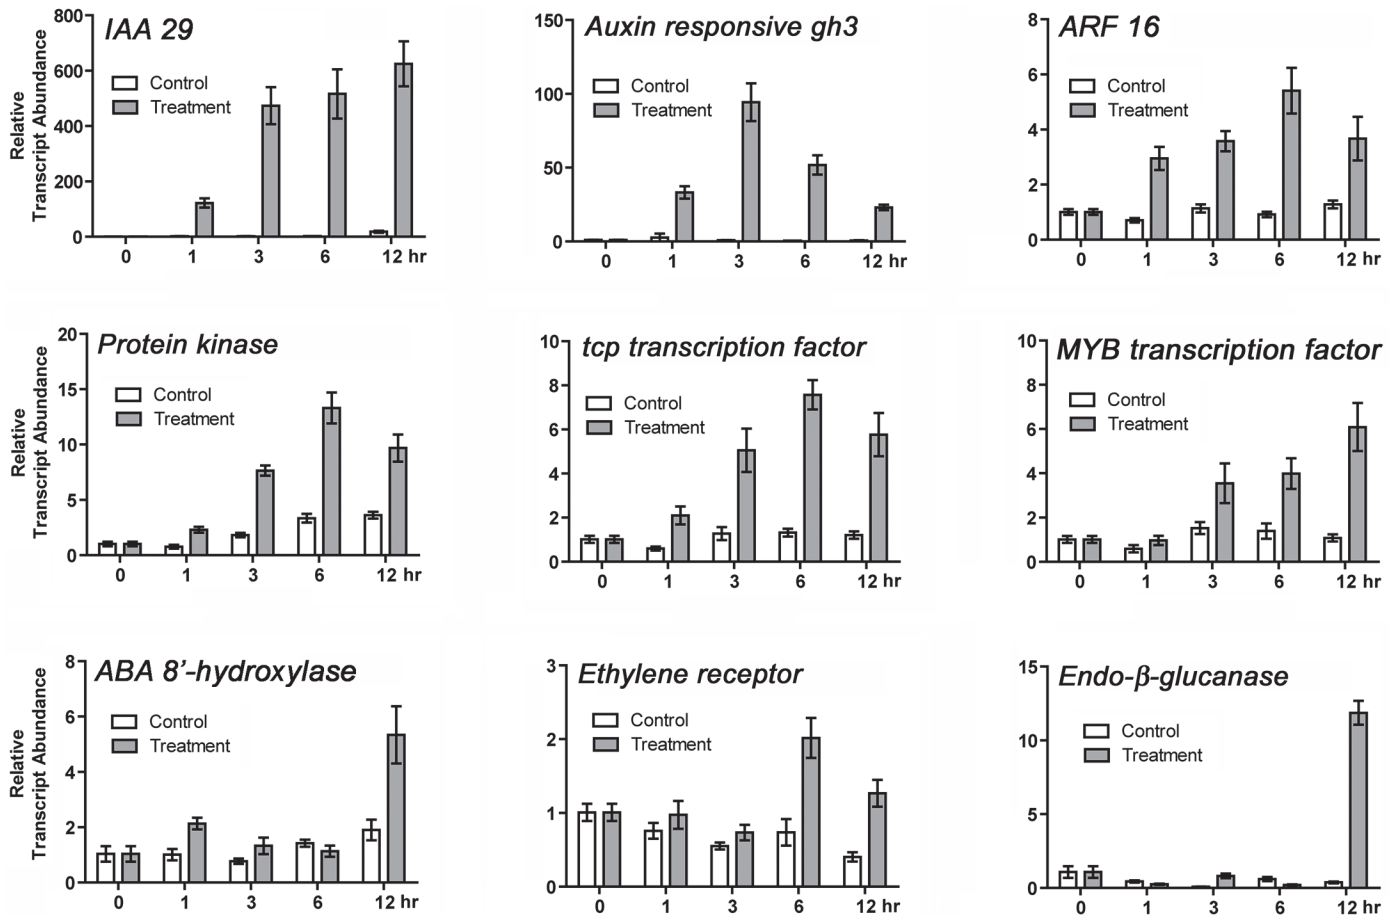 IAA 29
Relative
Transcript Abundance
800
600
400
200
0
Control
Treatment
0 1 3 6 12 hr
Auxin responsive gh3
150
100
50
0
Control
Treatment
0 1 3 6 12 hr
ARF 16
8
6
4
2
0
Control
Treatment
0 1 3 6 12 hr
Protein kinase
Relative
Transcript Abundance
20
15
10
5
0
Control
Treatment
0 1 3 6 12 hr
tcp transcription factor
10
8
6
4
2
0
Control
Treatment
0 1 3 6 12 hr
MYB transcription factor
10
8
6
4
2
0
Control
Treatment
0 1 3 6 12 hr
ABA 8’-hydroxylase
Relative
Transcript Abundance
8
6
4
2
0
Control
Treatment
0 1 3 6 12 hr
Ethylene receptor
3
2
1
0
Control
Treatment
0 1 3 6 12 hr
Endo-β-glucanase
15
10
5
0
Control
Treatment
0 1 3 6 12 hr